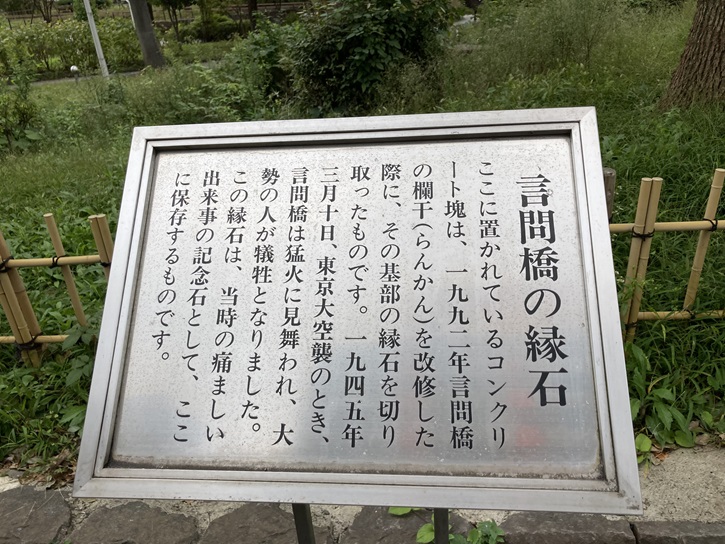 言問橋の縁石
ここに置かれているコンクリ
ート塊は、一九九二年言問橋
の欄干(らんかん)を改修した
際に、その基部の縁石を切り
取ったものです。一九四五年
三月十日、東京大空襲のとき、
言問橋は猛火に見舞われ、大
勢の人が犠牲となりました。
この縁石は、当時の痛ましい
出来事の記念石として、ここ
に保存するものです。